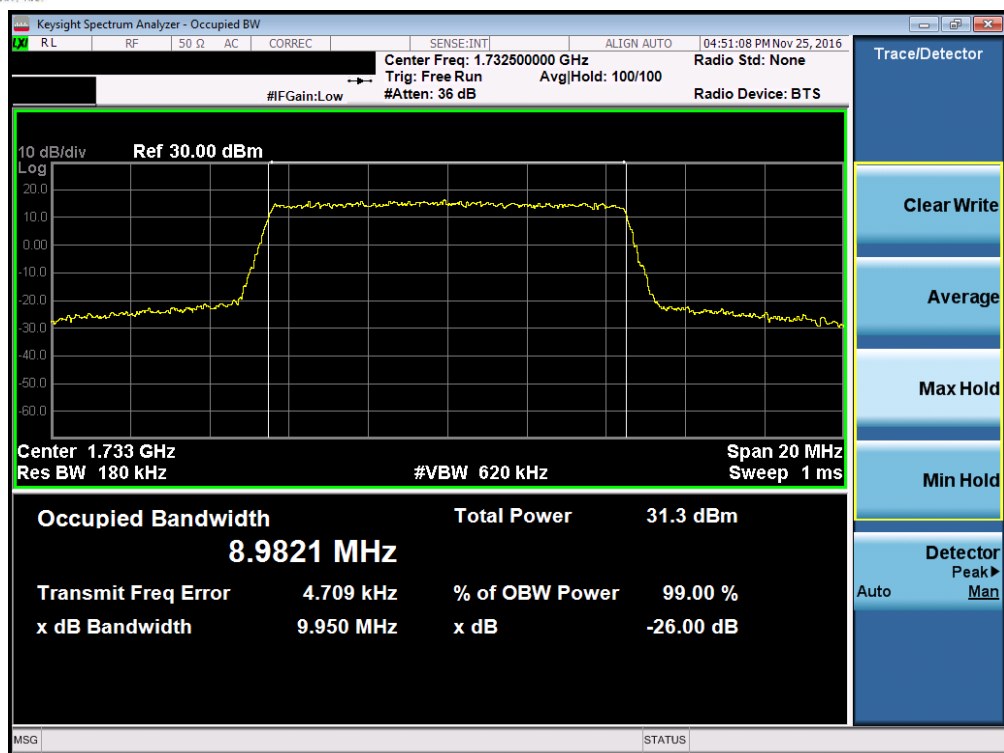 Keysight Spectrum Analyzer - Occupied BW
LXI RL RF 50 Ω AC CORREC SENSE:INT ALIGN AUTO 04:51:08 PM Nov 25, 2016
Center Freq: 1.732500000 GHz Radio Std: None
Trig: Free Run Avg|Hold: 100/100
#IFGain:Low #Atten: 36 dB Radio Device: BTS
10 dB/div Ref 30.00 dBm
Log
20.0
10.0
0.00
-10.0
-20.0
-30.0
-40.0
-50.0
-60.0
Center 1.733 GHz Span 20 MHz
Res BW 180 kHz #VBW 620 kHz Sweep 1 ms
Occupied Bandwidth Total Power 31.3 dBm
8.9821 MHz
Transmit Freq Error 4.709 kHz % of OBW Power 99.00 %
x dB Bandwidth 9.950 MHz x dB -26.00 dB
MSG STATUS
Trace/Detector
Clear Write
Average
Max Hold
Min Hold
Detector
Peak▶
Auto Man